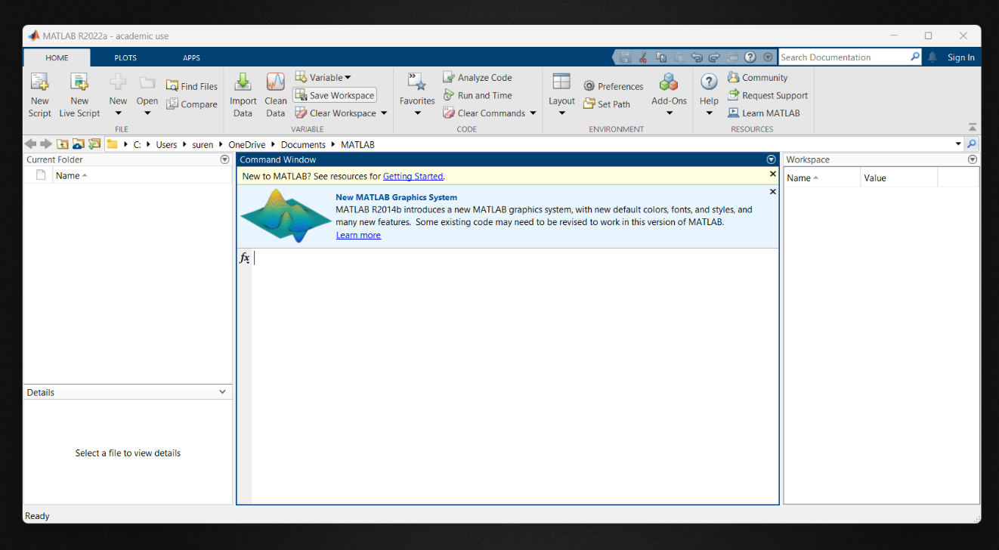 MATLAB R2022a - academic use
HOME PLOTS APPS
Search Documentation
Sign In
New Script
New Live Script
New
Open
Find Files
Compare
FILE
Import Data
Clean Data
Variable
Save Workspace
Clear Workspace
VARIABLE
Favorites
Analyze Code
Run and Time
Clear Commands
CODE
Layout
Preferences
Set Path
Add-Ons
ENVIRONMENT
Help
Community
Request Support
Learn MATLAB
RESOURCES
C: Users suren OneDrive Documents MATLAB
Current Folder
Name
Details
Select a file to view details
Command Window
New to MATLAB? See resources for Getting Started.
New MATLAB Graphics System
MATLAB R2014b introduces a new MATLAB graphics system, with new default colors, fonts, and styles, and
many new features. Some existing code may need to be revised to work in this version of MATLAB.
Learn more
fx
Workspace
Name Value
Ready